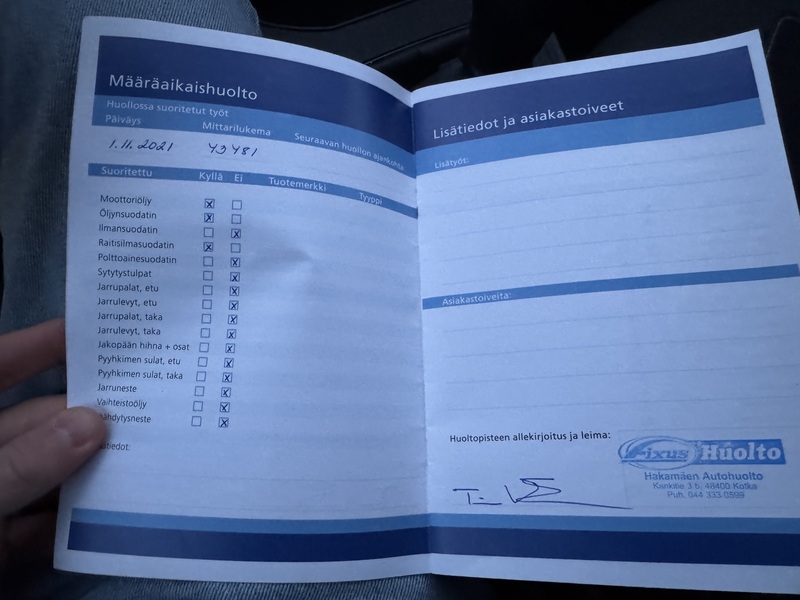 Määräaikaishuolto
Huollossa suoritetut työt
Päiväys Mittarilukema Seuraavan huollon ajankohta
1.11.2021 43481
Suoritettu Kyllä Ei Tuotemerkki Tyyppi
Moottoriöljy ☒ ☐
Öljynsuodatin ☒ ☐
Ilmansuodatin ☐ ☒
Raitisilmasuodatin ☒ ☐
Polttoainesuodatin ☐ ☒
Sytytystulpat ☐ ☒
Jarrupalat, etu ☐ ☒
Jarrulevyt, etu ☐ ☒
Jarrupalat, taka ☐ ☒
Jarrulevyt, taka ☐ ☒
Jakopään hihna + osat ☐ ☒
Pyyhkimen sulat, etu ☐ ☒
Pyyhkimen sulat, taka ☐ ☒
Jarruneste ☐ ☒
Vaihteistoöljy ☐ ☒
ähdytysneste ☐ ☒
tiedot:
Lisätiedot ja asiakastoiveet
Lisätyöt:
Asiakastoiveita:
Huoltopisteen allekirjoitus ja leima:
Fixus Huolto
Hakamäen Autohuolto
48400 Kotka
Puh. 044 333 0599